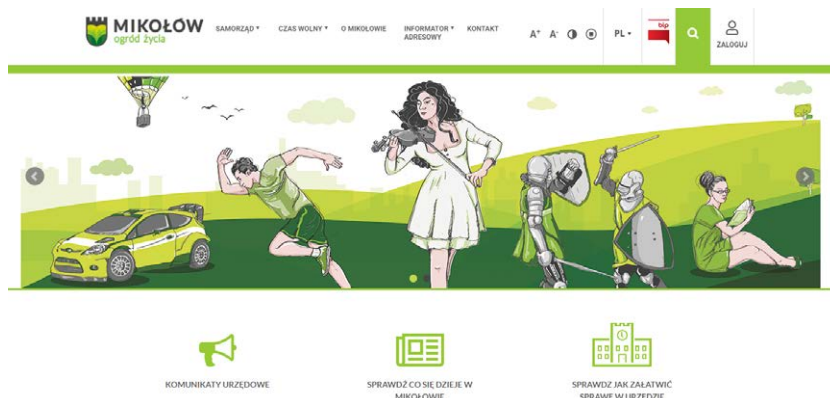 MIKOŁÓW
ogród życia
SAMORZĄD
CZAS WOLNY
O MIKOŁOWIE
INFORMATOR
ADRESOWY
KONTAKT
A+ A-
PL
bip
ZALOGUJ
KOMUNIKATY URZĘDOWE
SPRAWDŹ CO SIĘ DZIEJE W
MIKOŁOWIE
SPRAWDZ JAK ZAŁATWIĆ
SPRAWĘ W URZĘDZIE